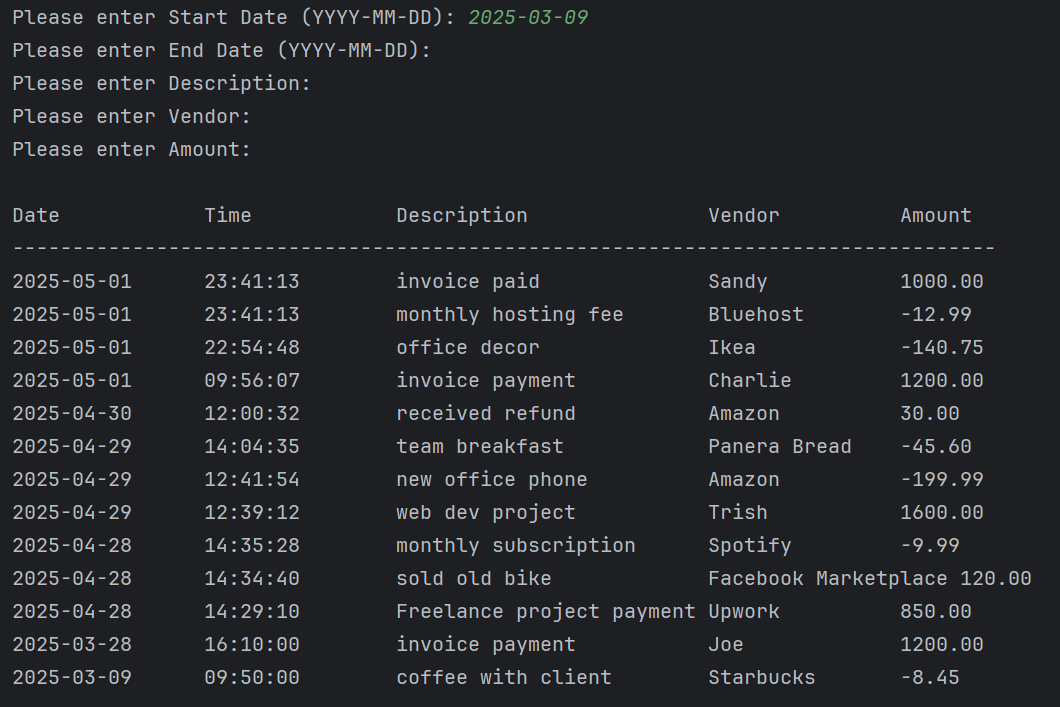 Please enter Start Date (YYYY-MM-DD): 2025-03-09
Please enter End Date (YYYY-MM-DD):
Please enter Description:
Please enter Vendor:
Please enter Amount:
Date Time Description Vendor Amount
----------------------------------------------------------------------------------
2025-05-01 23:41:13 invoice paid Sandy 1000.00
2025-05-01 23:41:13 monthly hosting fee Bluehost -12.99
2025-05-01 22:54:48 office decor Ikea -140.75
2025-05-01 09:56:07 invoice payment Charlie 1200.00
2025-04-30 12:00:32 received refund Amazon 30.00
2025-04-29 14:04:35 team breakfast Panera Bread -45.60
2025-04-29 12:41:54 new office phone Amazon -199.99
2025-04-29 12:39:12 web dev project Trish 1600.00
2025-04-28 14:35:28 monthly subscription Spotify -9.99
2025-04-28 14:34:40 sold old bike Facebook Marketplace 120.00
2025-04-28 14:29:10 Freelance project payment Upwork 850.00
2025-03-28 16:10:00 invoice payment Joe 1200.00
2025-03-09 09:50:00 coffee with client Starbucks -8.45